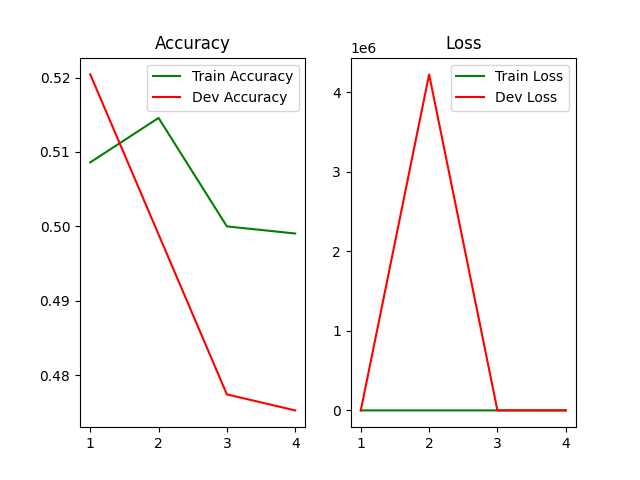 Accuracy
Train Accuracy
Dev Accuracy
0.52
0.51
0.50
0.49
0.48
1 2 3 4
Loss
1e6
Train Loss
Dev Loss
4
3
2
1
0
1 2 3 4